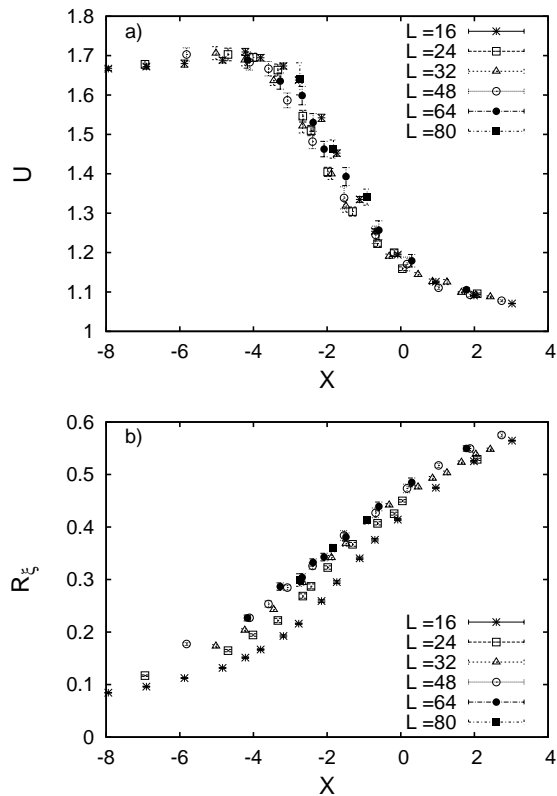 a)
1.8
1.7
1.6
1.5
1.4
1.3
1.2
1.1
1
U
L =16
L =24
L =32
L =48
L =64
L =80
-8 -6 -4 -2 0 2 4
X
b)
0.6
0.5
0.4
0.3
0.2
0.1
0
Rξ
L =16
L =24
L =32
L =48
L =64
L =80
-8 -6 -4 -2 0 2 4
X